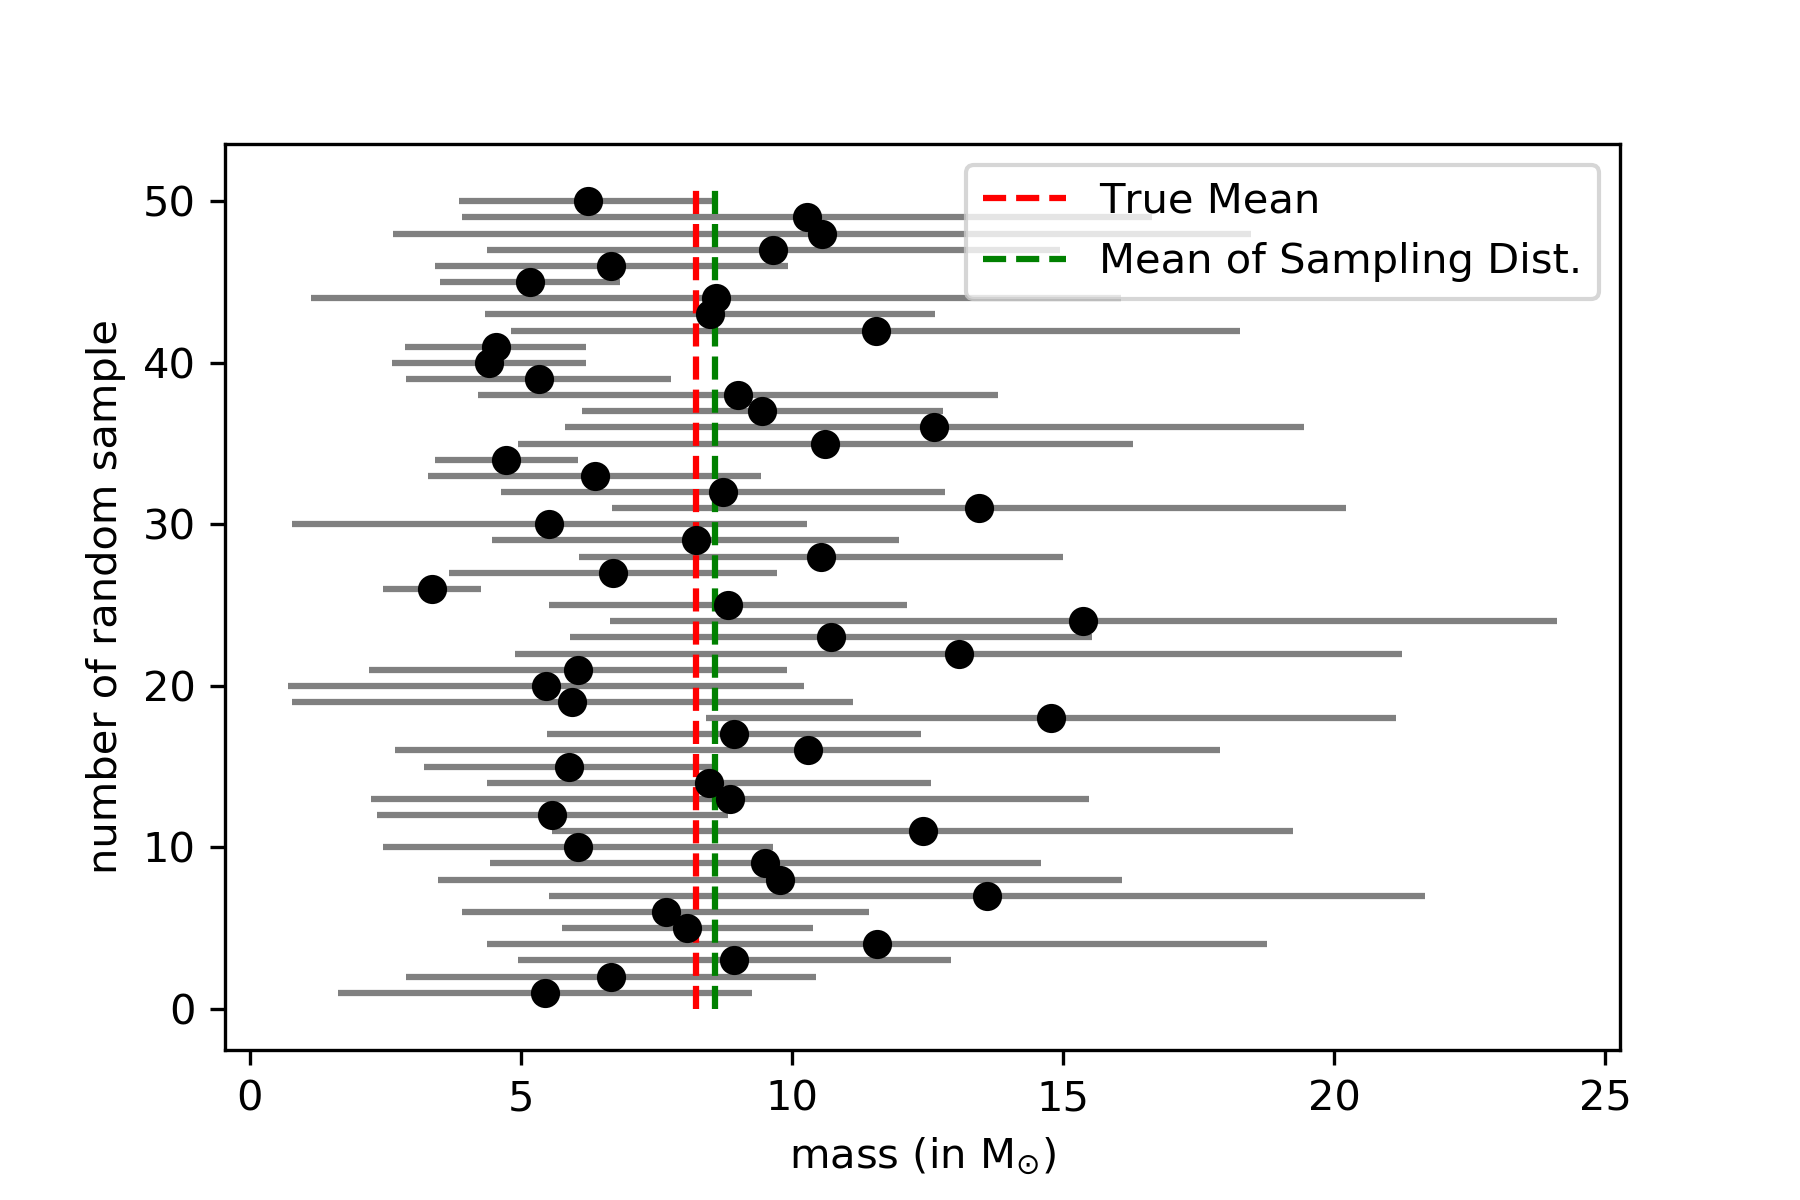 True Mean
Mean of Sampling Dist.
number of random sample
50
40
30
20
10
0
0 5 10 15 20 25
mass (in M☉)